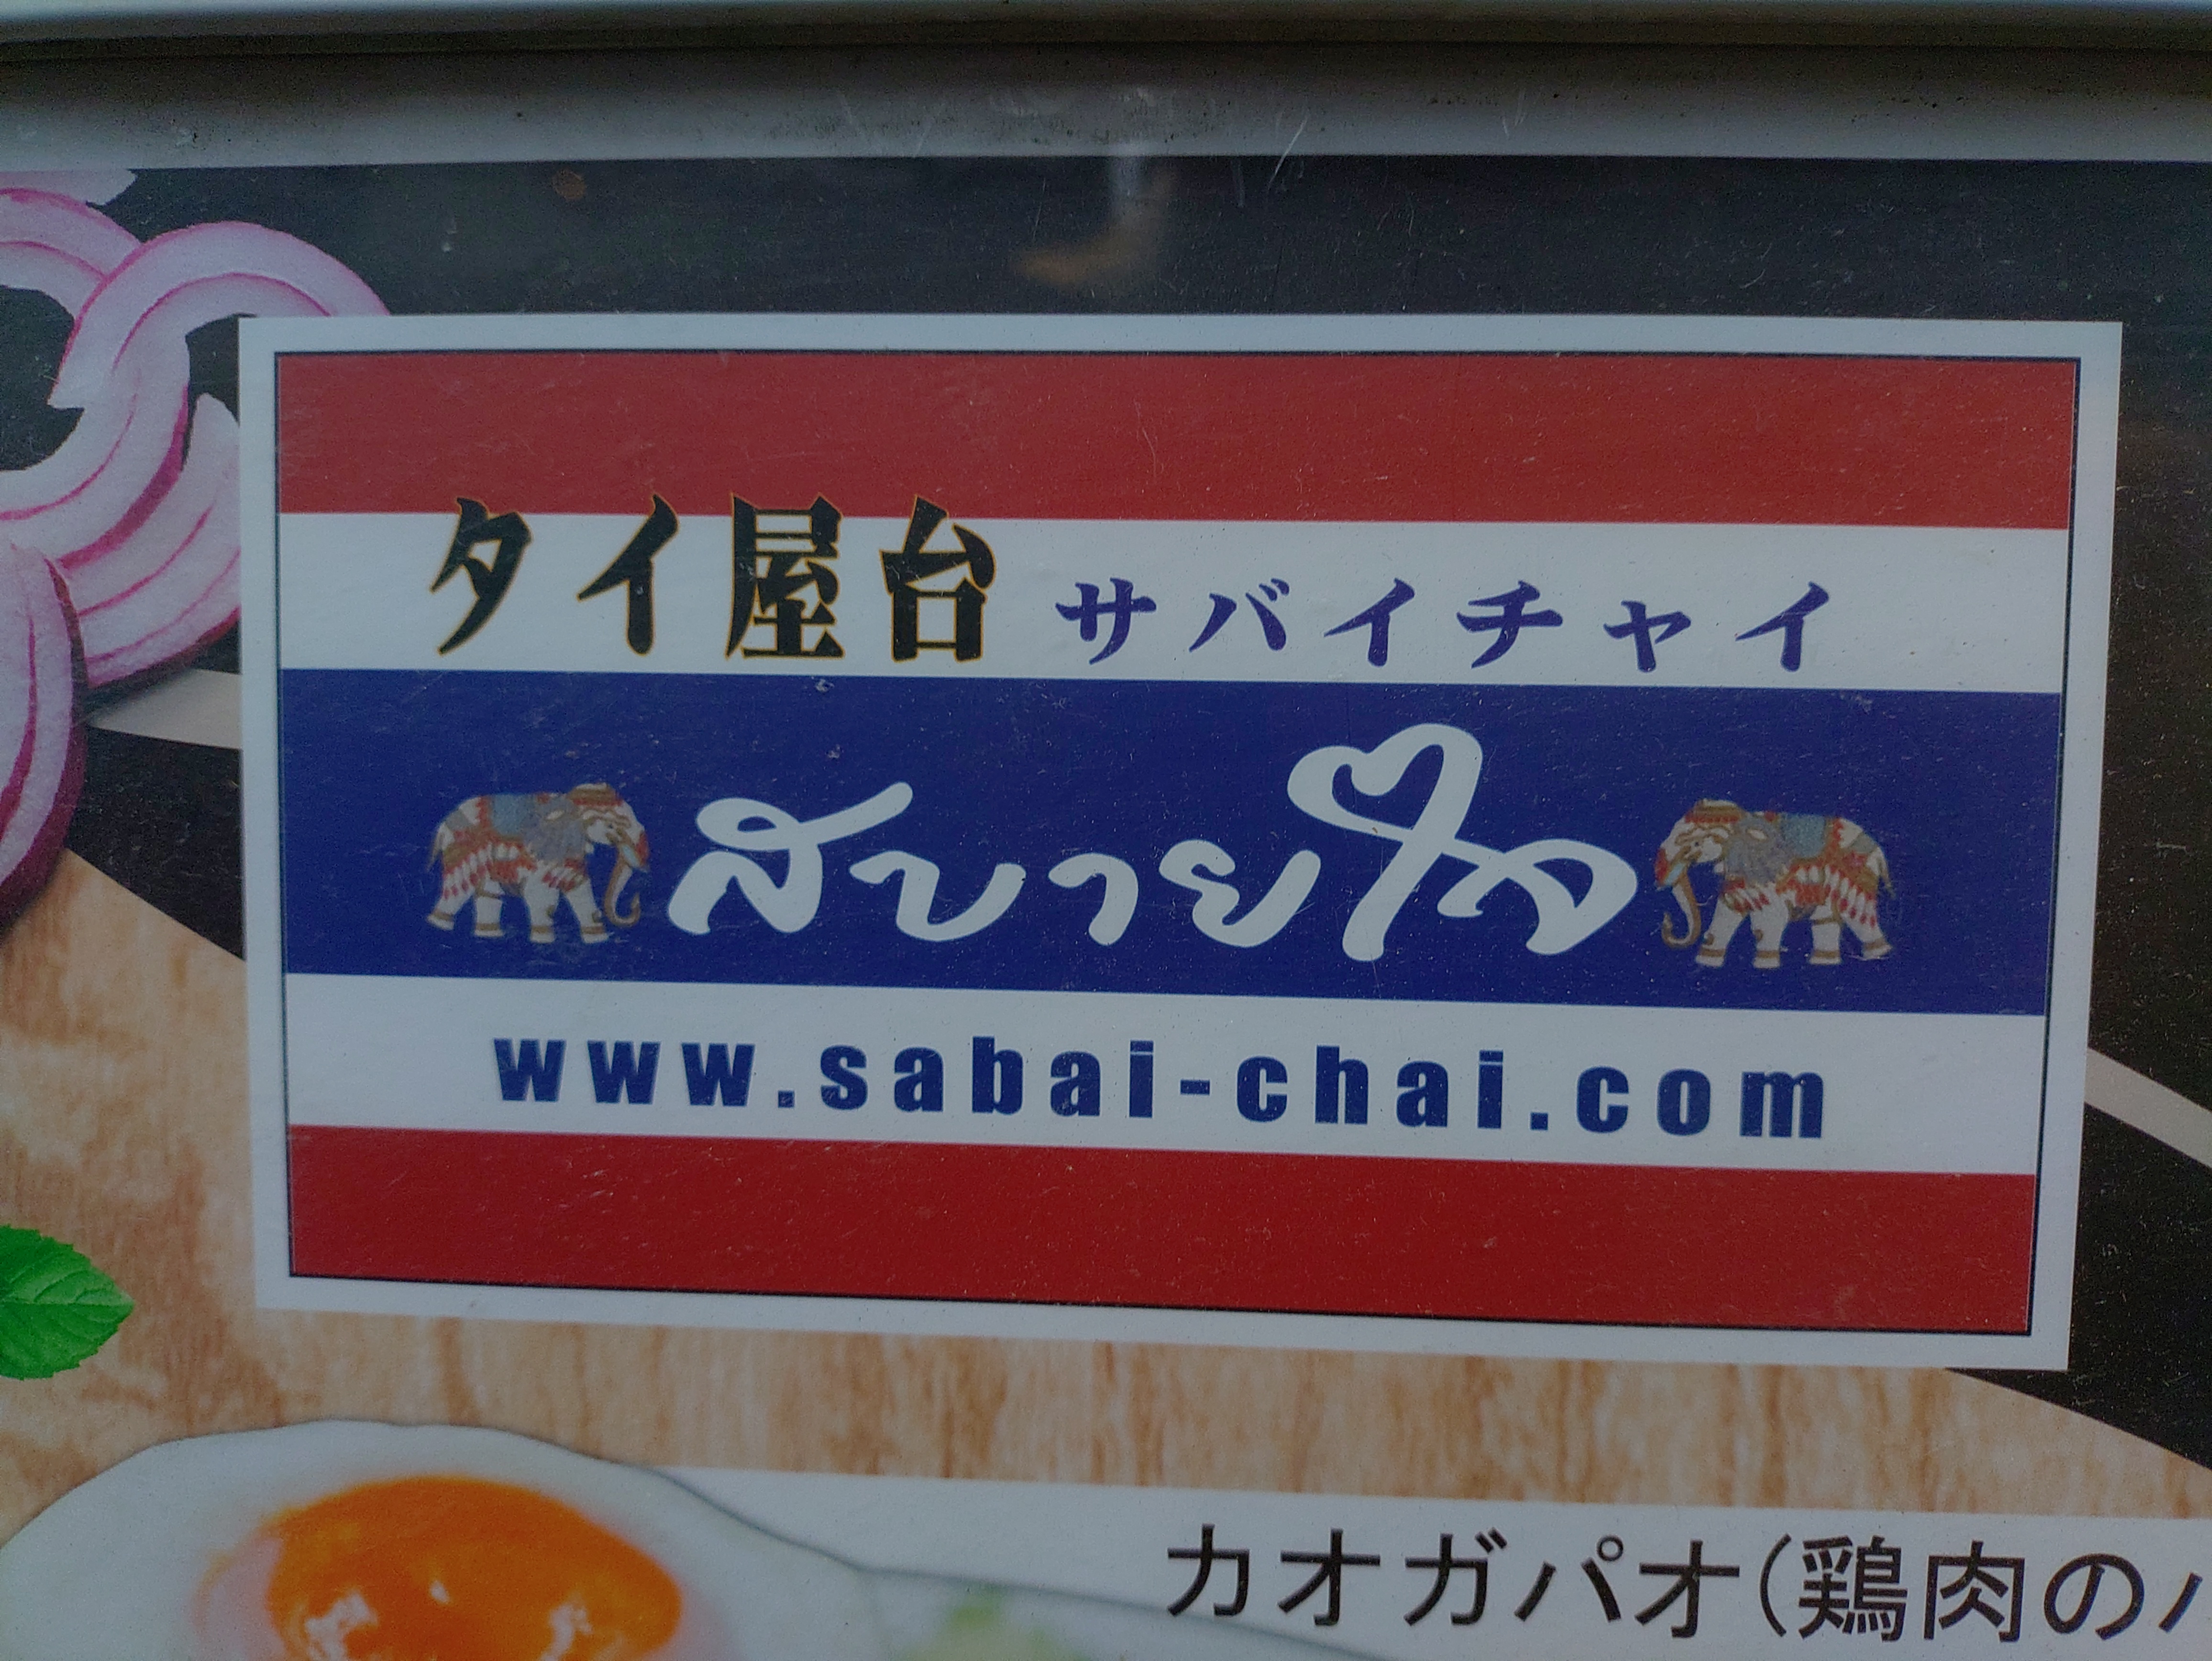 タイ屋台 サバイチャイ
สบายใจ
www.sabai-chai.com
カオガパオ(鶏肉のバ